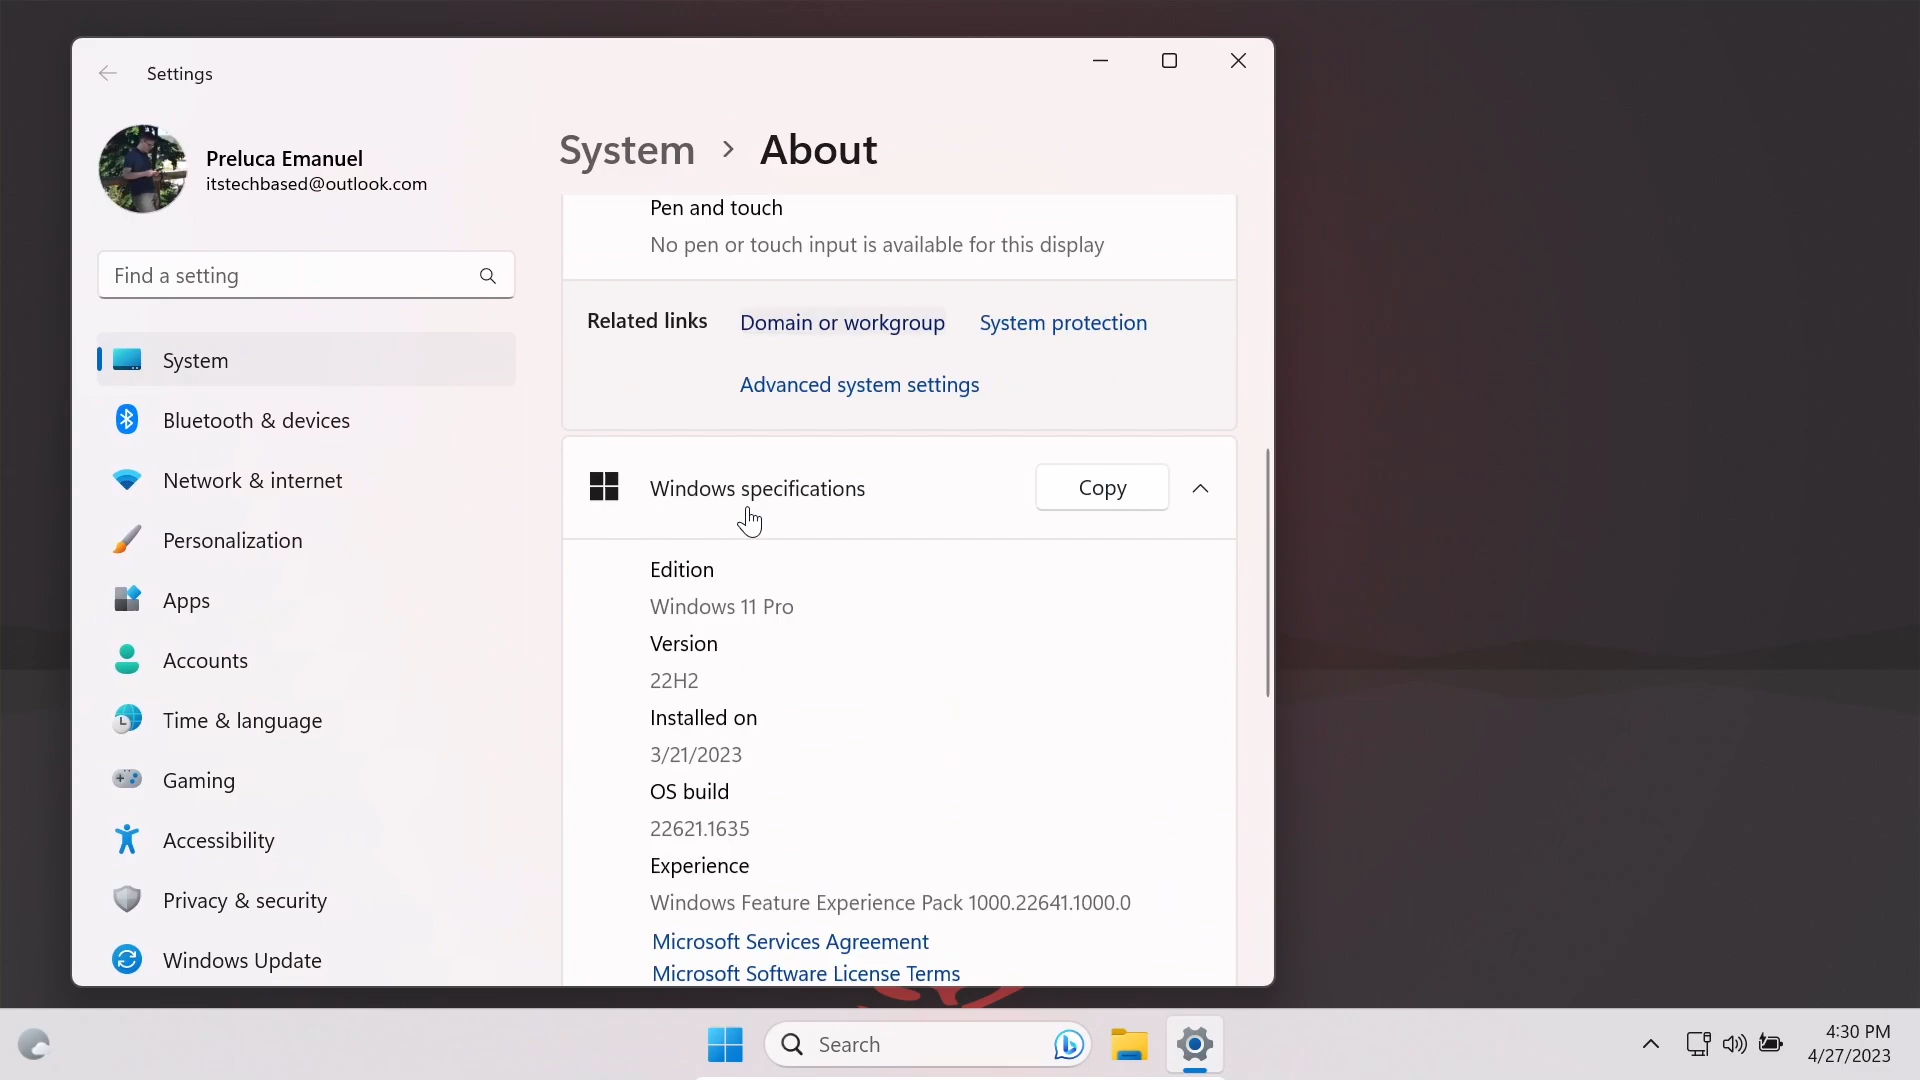 Settings
Preluca Emanuel
itstechbased@outlook.com
Find a setting
System
Bluetooth & devices
Network & internet
Personalization
Apps
Accounts
Time & language
Gaming
Accessibility
Privacy & security
Windows Update
System > About
Pen and touch
No pen or touch input is available for this display
Related links Domain or workgroup System protection
Advanced system settings
Windows specifications Copy
Edition
Windows 11 Pro
Version
22H2
Installed on
3/21/2023
OS build
22621.1635
Experience
Windows Feature Experience Pack 1000.22641.1000.0
Microsoft Services Agreement
Microsoft Software License Terms
Search
4:30 PM
4/27/2023